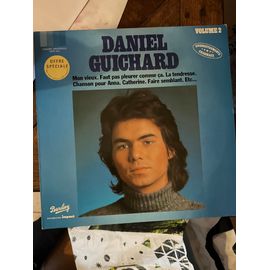 VOLUME 2
DANIEL
GUICHARD
OFFRE
SPECIALE
Mon vieux. Faut pas pleurer comme ça. La tendresse.
Chanson pour Anna. Catherine. Faire semblant. Etc...
Barclay
Impact